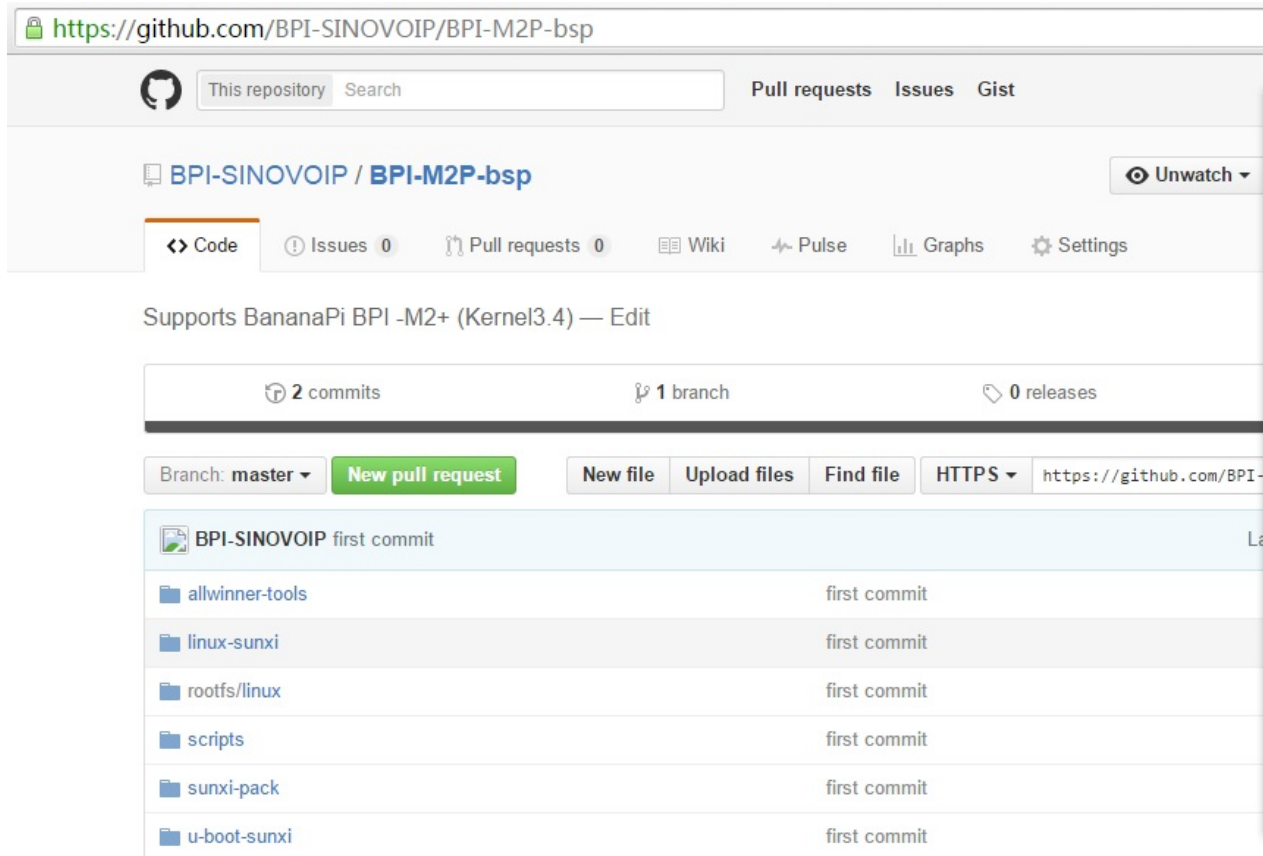 https://github.com/BPI-SINOVOIP/BPI-M2P-bsp
This repository Search Pull requests Issues Gist
BPI-SINOVOIP / BPI-M2P-bsp Unwatch
Code Issues 0 Pull requests 0 Wiki Pulse Graphs Settings
Supports BananaPi BPI -M2+ (Kernel3.4) — Edit
2 commits 1 branch 0 releases
Branch: master New pull request New file Upload files Find file HTTPS https://github.com/BPI-
BPI-SINOVOIP first commit
allwinner-tools first commit
linux-sunxi first commit
rootfs/linux first commit
scripts first commit
sunxi-pack first commit
u-boot-sunxi first commit